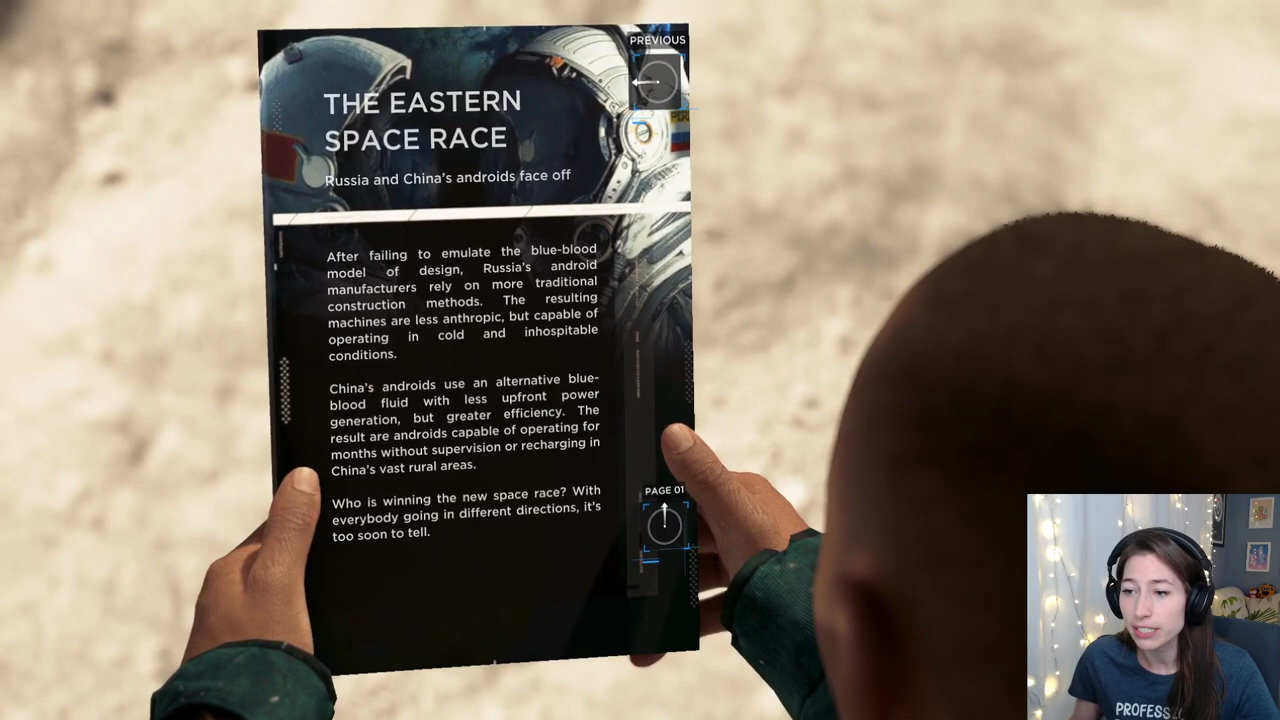 PREVIOUS
THE EASTERN
SPACE RACE
Russia and China's androids face off
After failing to emulate the blue-blood
model of design, Russia's android
manufacturers rely on more traditional
construction methods. The resulting
machines are less anthropic, but capable of
operating in cold and inhospitable
conditions.
China's androids use an alternative blue-
blood fluid with less upfront power
generation, but greater efficiency. The
result are androids capable of operating for
months without supervision or recharging in
China's vast rural areas.
Who is winning the new space race? With
everybody going in different directions, it's
too soon to tell.
PAGE 01